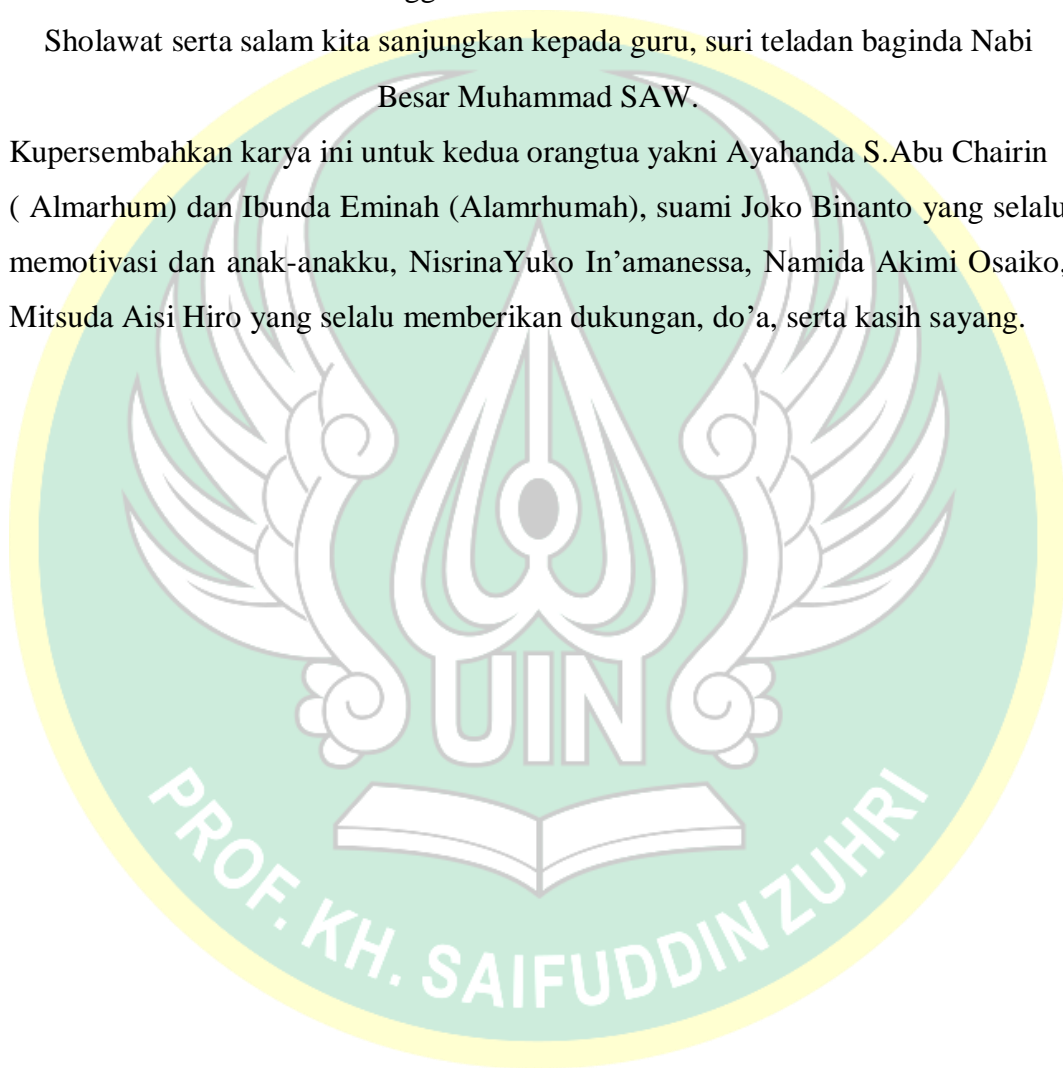 Sholawat serta salam kita sanjungkan kepada guru, suri teladan baginda Nabi
Besar Muhammad SAW.
Kupersembahkan karya ini untuk kedua orangtua yakni Ayahanda S.Abu Chairin
( Almarhum) dan Ibunda Eminah (Alamrhumah), suami Joko Binanto yang selalu
memotivasi dan anak-anakku, NisrinaYuko In’amanessa, Namida Akimi Osaiko,
Mitsuda Aisi Hiro yang selalu memberikan dukungan, do’a, serta kasih sayang.
UIN
PROF. KH. SAIFUDDIN ZUHRI